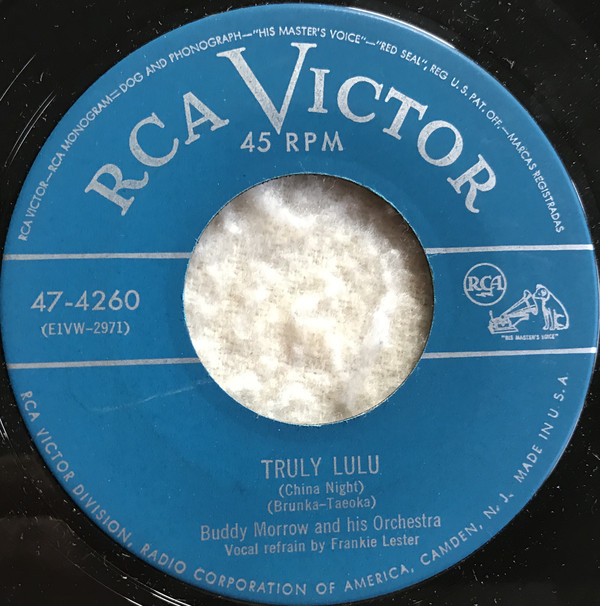 RCA VICTOR—RCA MONOGRAM—DOG AND PHONOGRAPH—"HIS MASTER'S VOICE"—"RED SEAL", REG. U.S. PAT. OFF.—MARCAS REGISTRADAS
RCA VICTOR
45 RPM
47-4260
(E1VW-2971)
RCA
"HIS MASTER'S VOICE"
TRULY LULU
(China Night)
(Brunka-Taeoka)
Buddy Morrow and his Orchestra
Vocal refrain by Frankie Lester
RCA VICTOR DIVISION, RADIO CORPORATION OF AMERICA, CAMDEN, N. J. MADE IN U.S.A.